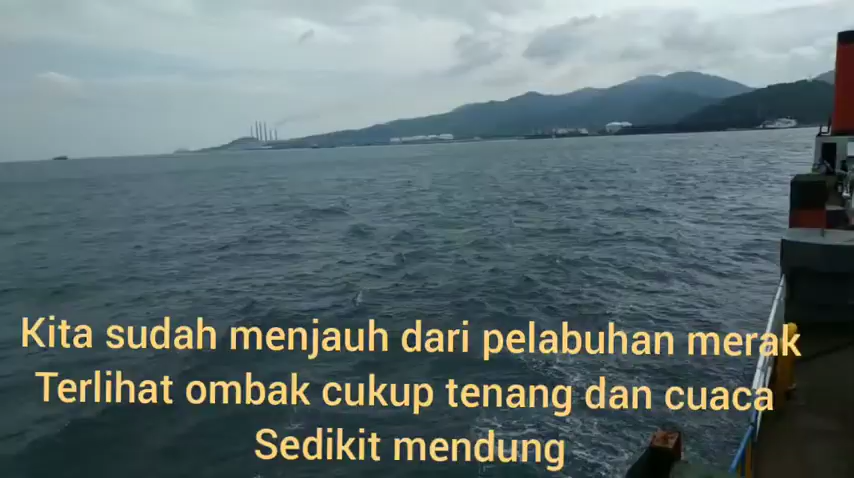 Kita sudah menjauh dari pelabuhan merak
Terlihat ombak cukup tenang dan cuaca
Sedikit mendung